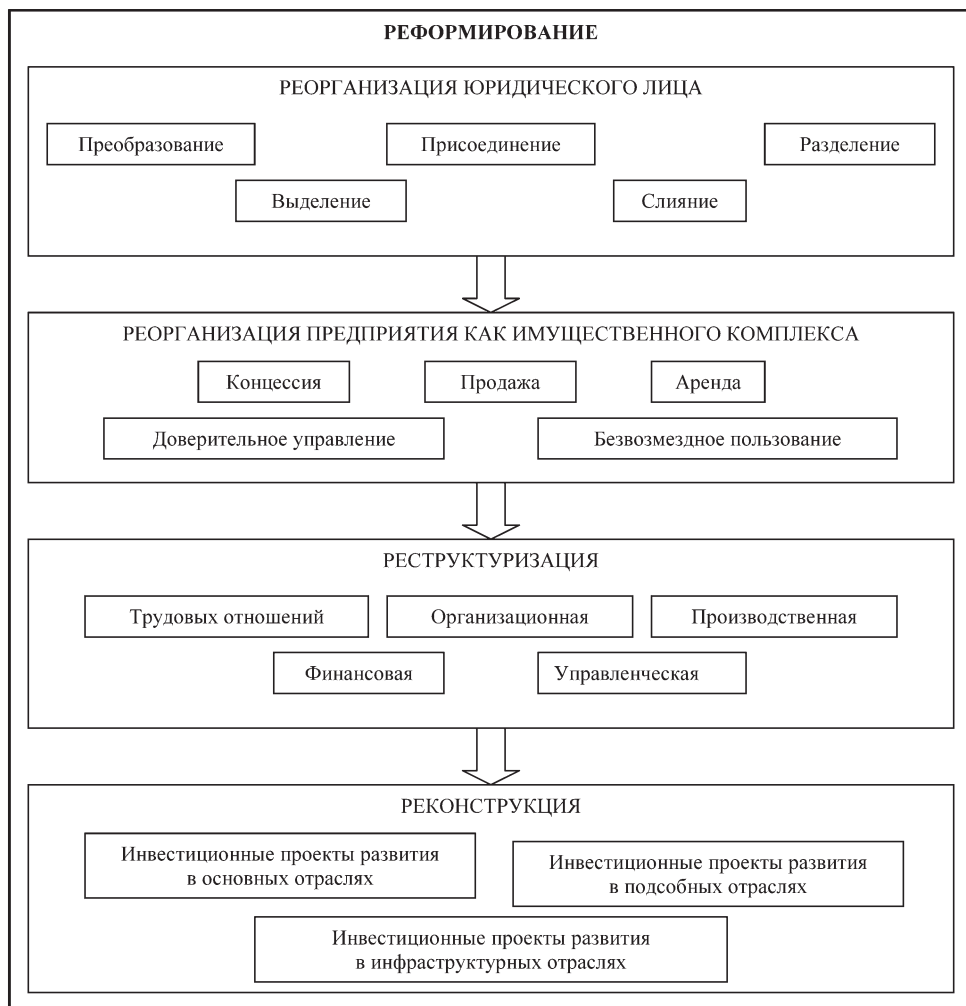 РЕФОРМИРОВАНИЕ
РЕОРГАНИЗАЦИЯ ЮРИДИЧЕСКОГО ЛИЦА
Преобразование
Присоединение
Разделение
Выделение
Слияние
РЕОРГАНИЗАЦИЯ ПРЕДПРИЯТИЯ КАК ИМУЩЕСТВЕННОГО КОМПЛЕКСА
Концессия
Продажа
Аренда
Доверительное управление
Безвозмездное пользование
РЕСТРУКТУРИЗАЦИЯ
Трудовых отношений
Организационная
Производственная
Финансовая
Управленческая
РЕКОНСТРУКЦИЯ
Инвестиционные проекты развития
в основных отраслях
Инвестиционные проекты развития
в подсобных отраслях
Инвестиционные проекты развития
в инфраструктурных отраслях